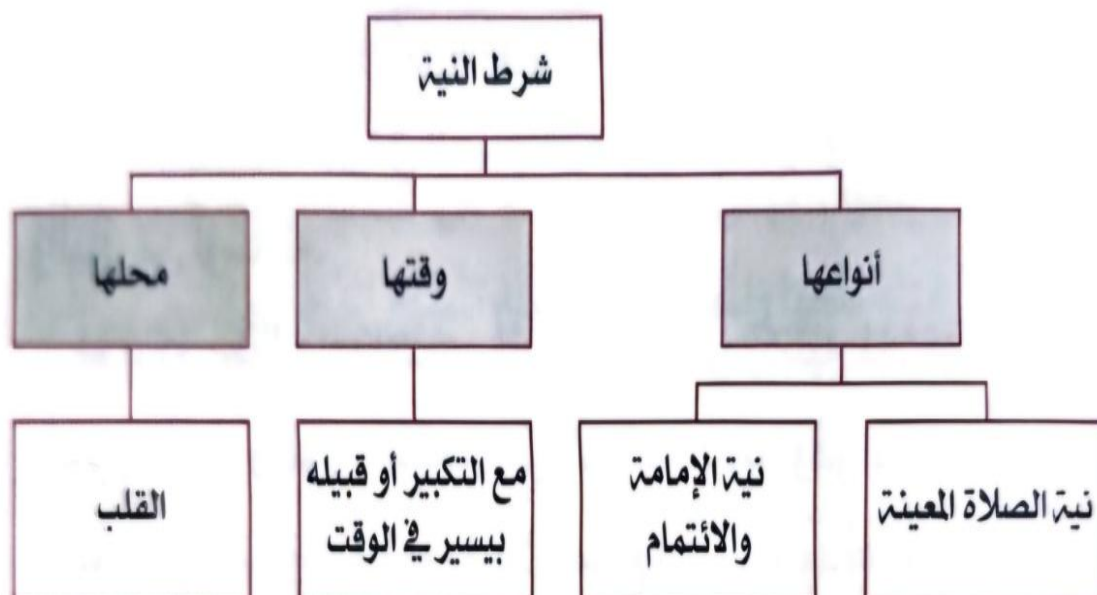 شرط النية
أنواعها
وقتها
محلها
نية الصلاة المعينة
نية الإمامة
والائتمام
مع التكبير أو قبيله
بيسير في الوقت
القلب